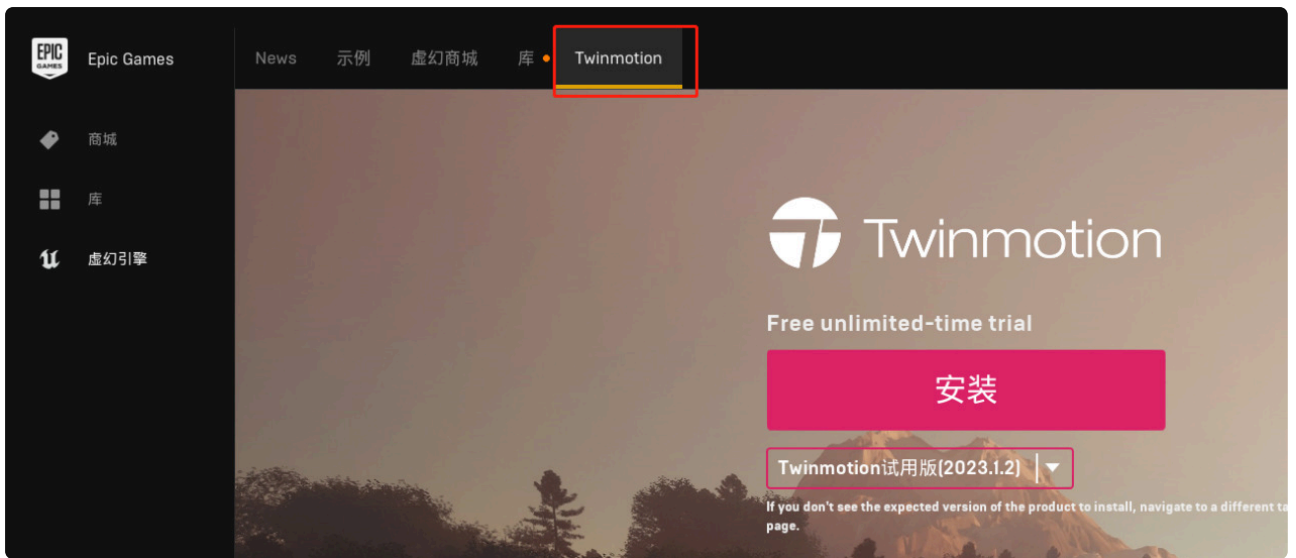 EPIC GAMES
Epic Games
News
示例
虚幻商城
库
Twinmotion
商城
库
虚幻引擎
Twinmotion
Free unlimited-time trial
安装
Twinmotion试用版(2023.1.2)
If you don't see the expected version of the product to install, navigate to a different ta
page.